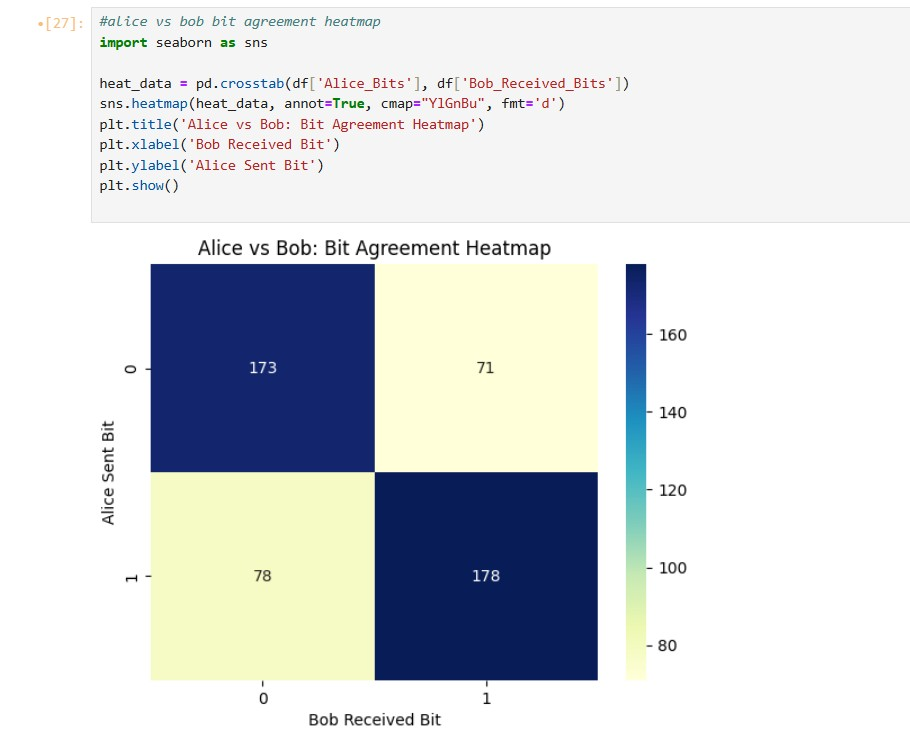 •[27]:
#alice vs bob bit agreement heatmap
import seaborn as sns
heat_data = pd.crosstab(df['Alice_Bits'], df['Bob_Received_Bits'])
sns.heatmap(heat_data, annot=True, cmap="YlGnBu", fmt='d')
plt.title('Alice vs Bob: Bit Agreement Heatmap')
plt.xlabel('Bob Received Bit')
plt.ylabel('Alice Sent Bit')
plt.show()
Alice vs Bob: Bit Agreement Heatmap
173
71
78
178
0
1
Alice Sent Bit
0
1
Bob Received Bit
160
140
120
100
80